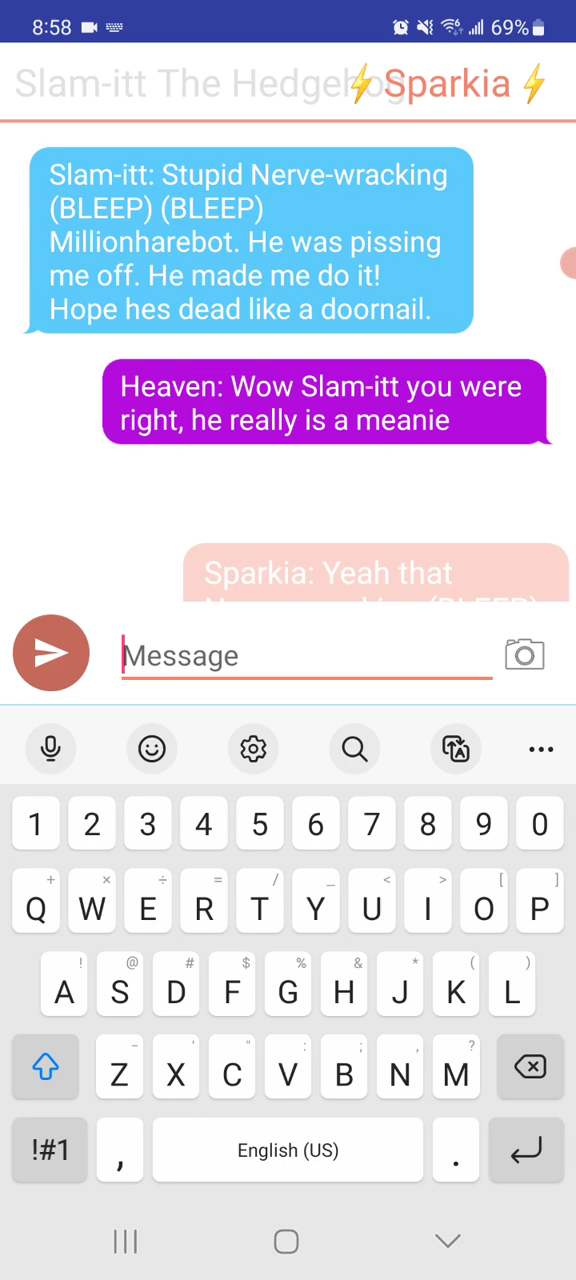 8:58 69%
Slam-itt The Hedgehog ⚡Sparkia⚡
Slam-itt: Stupid Nerve-wracking
(BLEEP) (BLEEP)
Millionharebot. He was pissing
me off. He made me do it!
Hope hes dead like a doornail.
Heaven: Wow Slam-itt you were
right, he really is a meanie
Sparkia: Yeah that
Message
1 2 3 4 5 6 7 8 9 0
+ × ÷ = / _ < > [ ]
Q W E R T Y U I O P
! @ # $ % & * ( )
A S D F G H J K L
- ' " : ; , ?
Z X C V B N M
!#1 , English (US) .